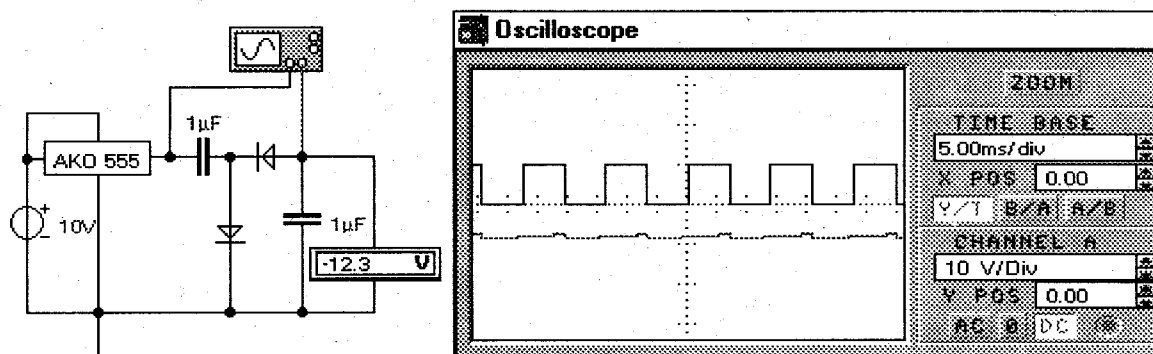 1µF
AKO 555
+
-
10V
1µF
-12.3 V
Oscilloscope
ZOOM
TIME BASE
5.00ms/div
X POS 0.00
Y/T B/A A/B
CHANNEL A
10 V/Div
Y POS 0.00
AC 0 DC